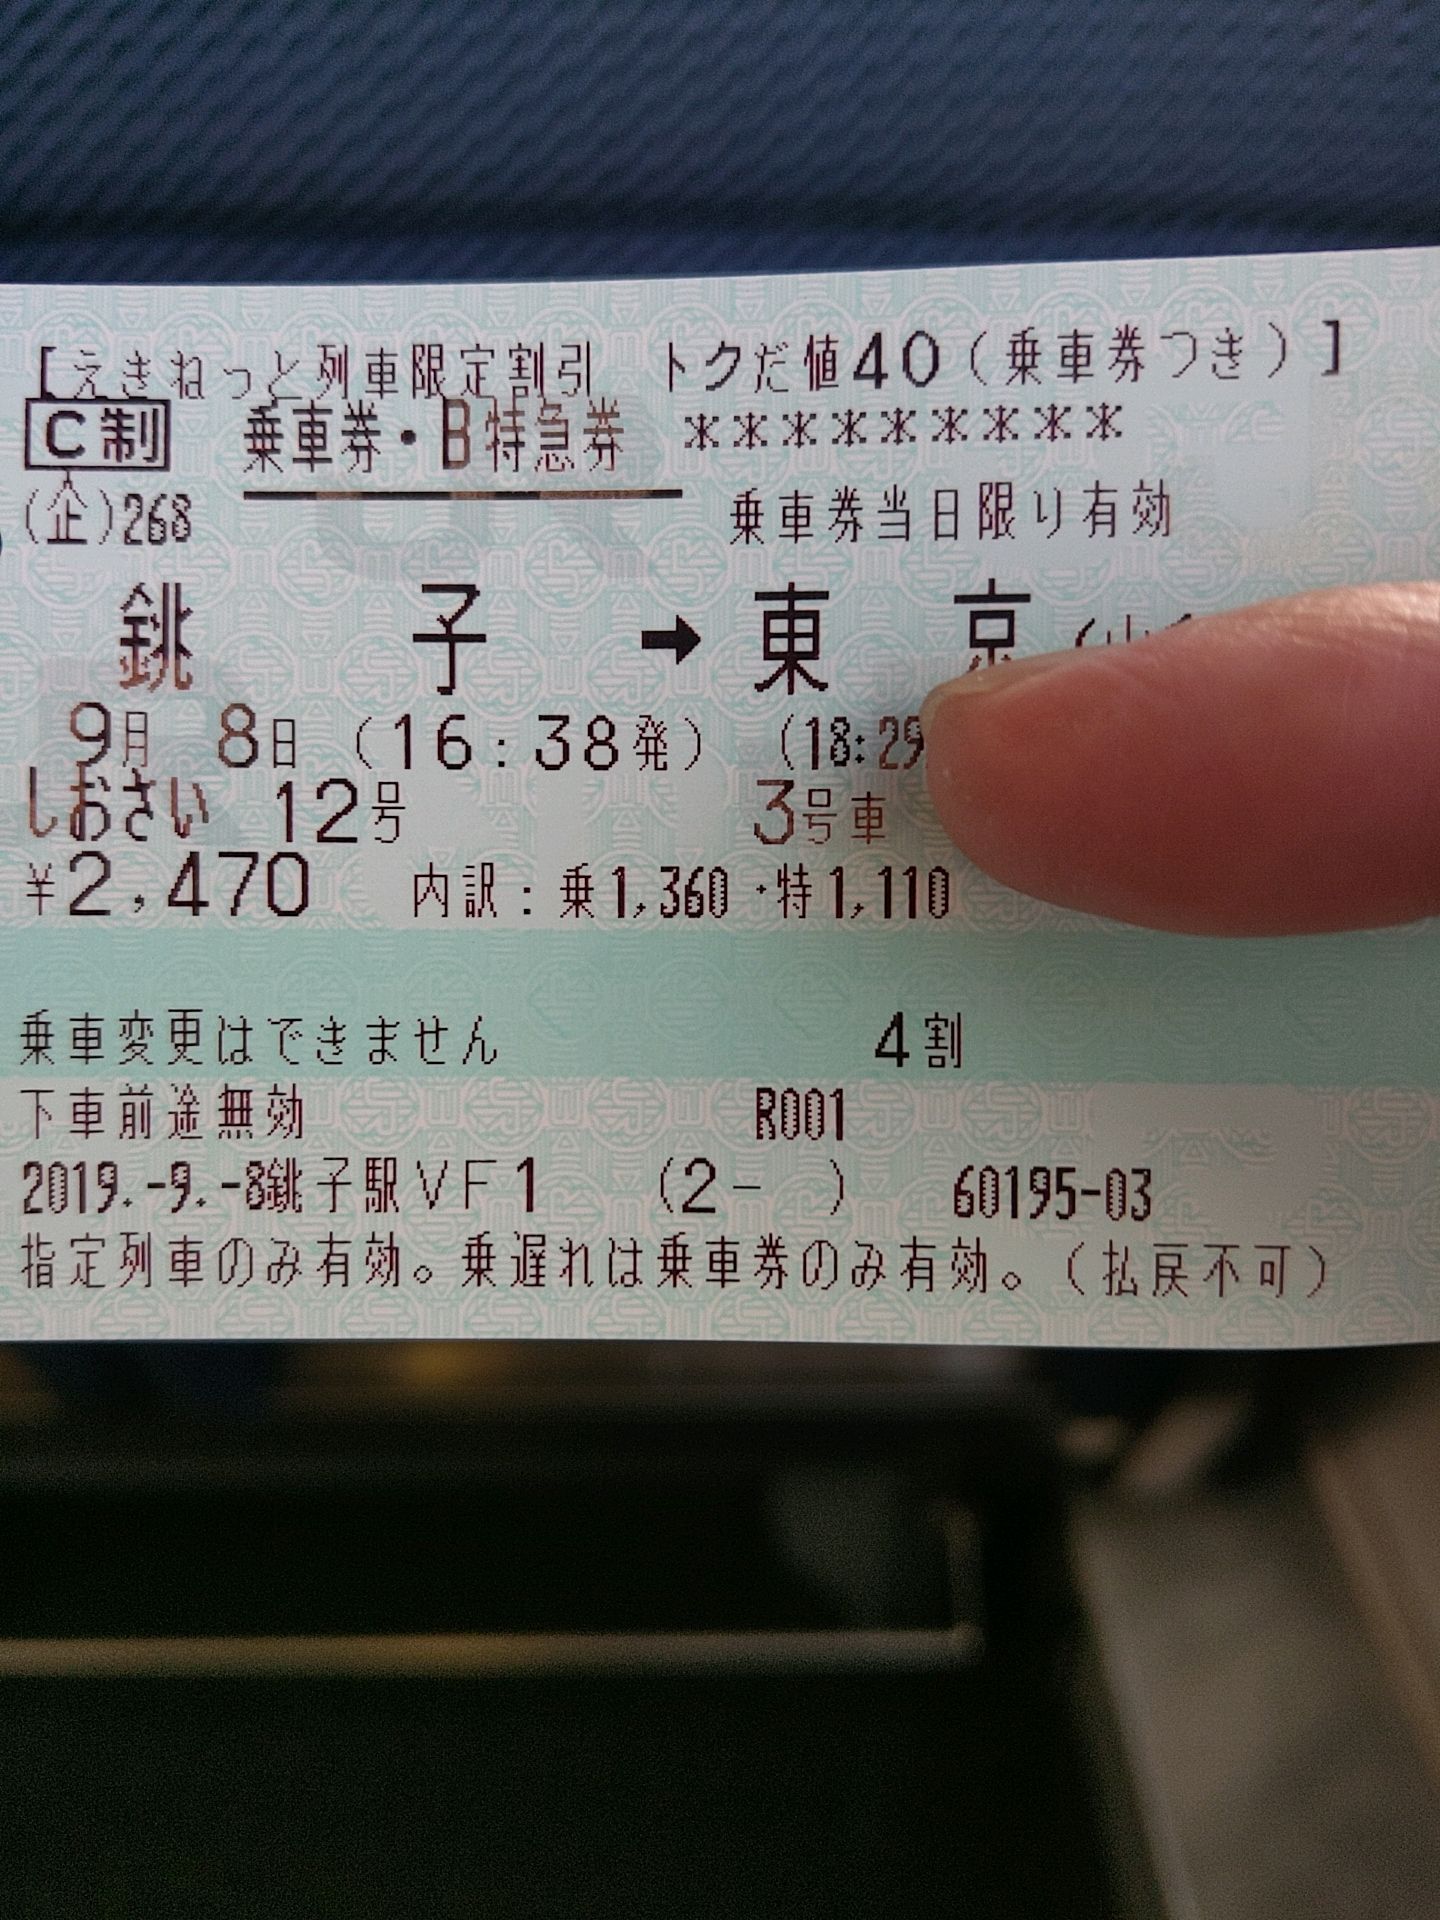 [えきねっと列車限定割引 トクだ値40(乗車券つき)]
C制 乗車券・B特急券 *********
(企)268 乗車券当日限り有効
銚 子 → 東 京
9月 8日 (16:38発) (18:29
しおさい 12号 3号車
¥2,470 内訳:乗1,360・特1,110
乗車変更はできません 4割
下車前途無効 R001
2019.-9.-8銚子駅VF1 (2- ) 60195-03
指定列車のみ有効。乗遅れは乗車券のみ有効。(払戻不可)